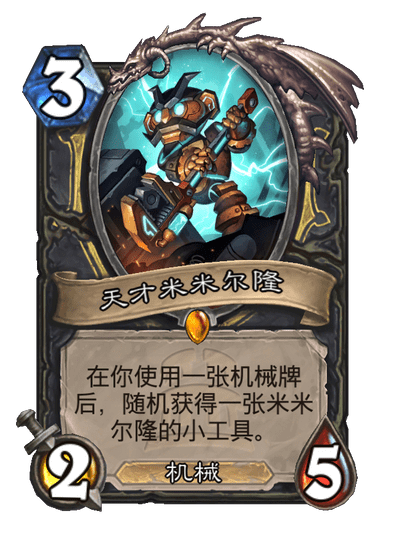 3
天才米米尔隆
在你使用一张机械牌
后，随机获得一张米米
尔隆的小工具。
2
机械
5